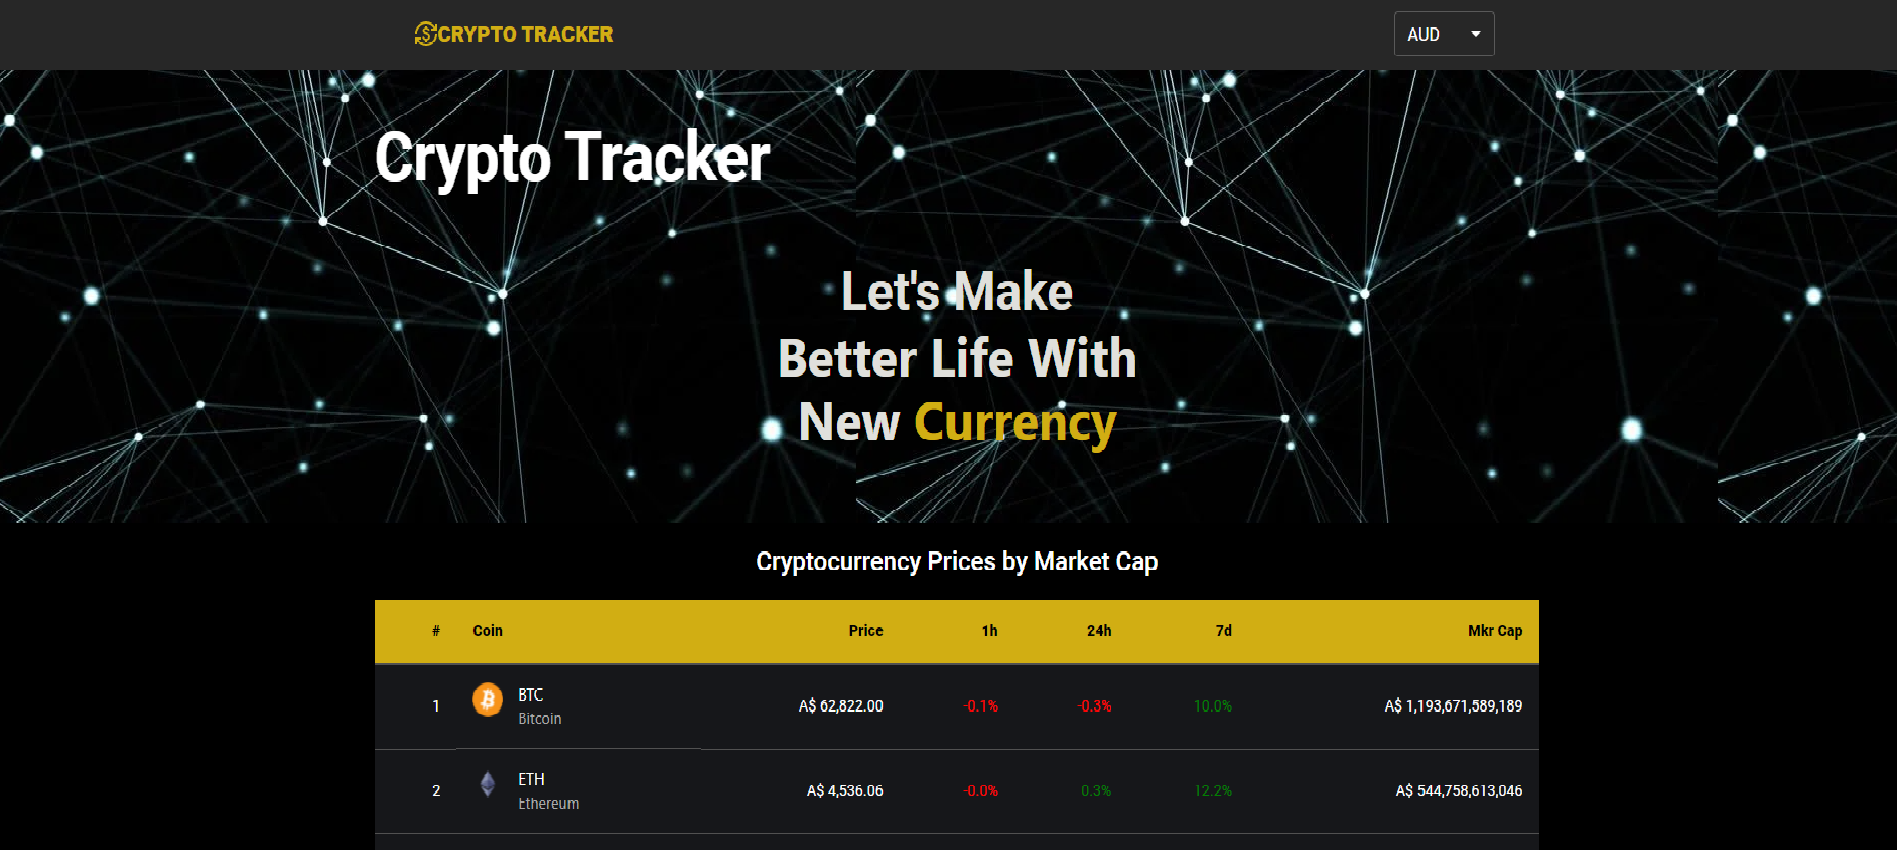 CRYPTO TRACKER
AUD
Crypto Tracker
Let's Make
Better Life With
New Currency
Cryptocurrency Prices by Market Cap
# Coin Price 1h 24h 7d Mkr Cap
1 BTC A$ 62,822.00 -0.1% -0.3% 10.0% A$ 1,193,671,589,189
Bitcoin
2 ETH A$ 4,536.06 -0.0% 0.3% 12.2% A$ 544,758,613,046
Ethereum